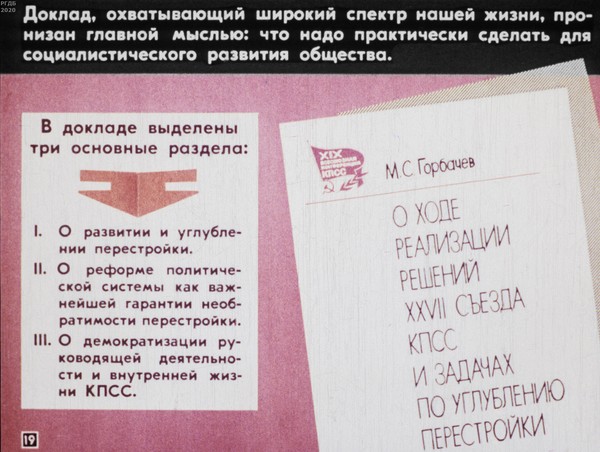 РГДБ
2020
Доклад, охватывающий широкий спектр нашей жизни, про-
низан главной мыслью: что надо практически сделать для
социалистического развития общества.
В докладе выделены
три основные раздела:
I. О развитии и углубле-
нии перестройки.
II. О реформе политиче-
ской системы как важ-
нейшей гарантии необ-
ратимости перестройки.
III. О демократизации ру-
ководящей деятельно-
сти и внутренней жиз-
ни КПСС.
XIX
КПСС
М.С. Горбачев
О ХОДЕ
РЕАЛИЗАЦИИ
РЕШЕНИЙ
XXVII СЪЕЗДА
КПСС
И ЗАДАЧАХ
ПО УГЛУБЛЕНИЮ
ПЕРЕСТРОЙКИ
19